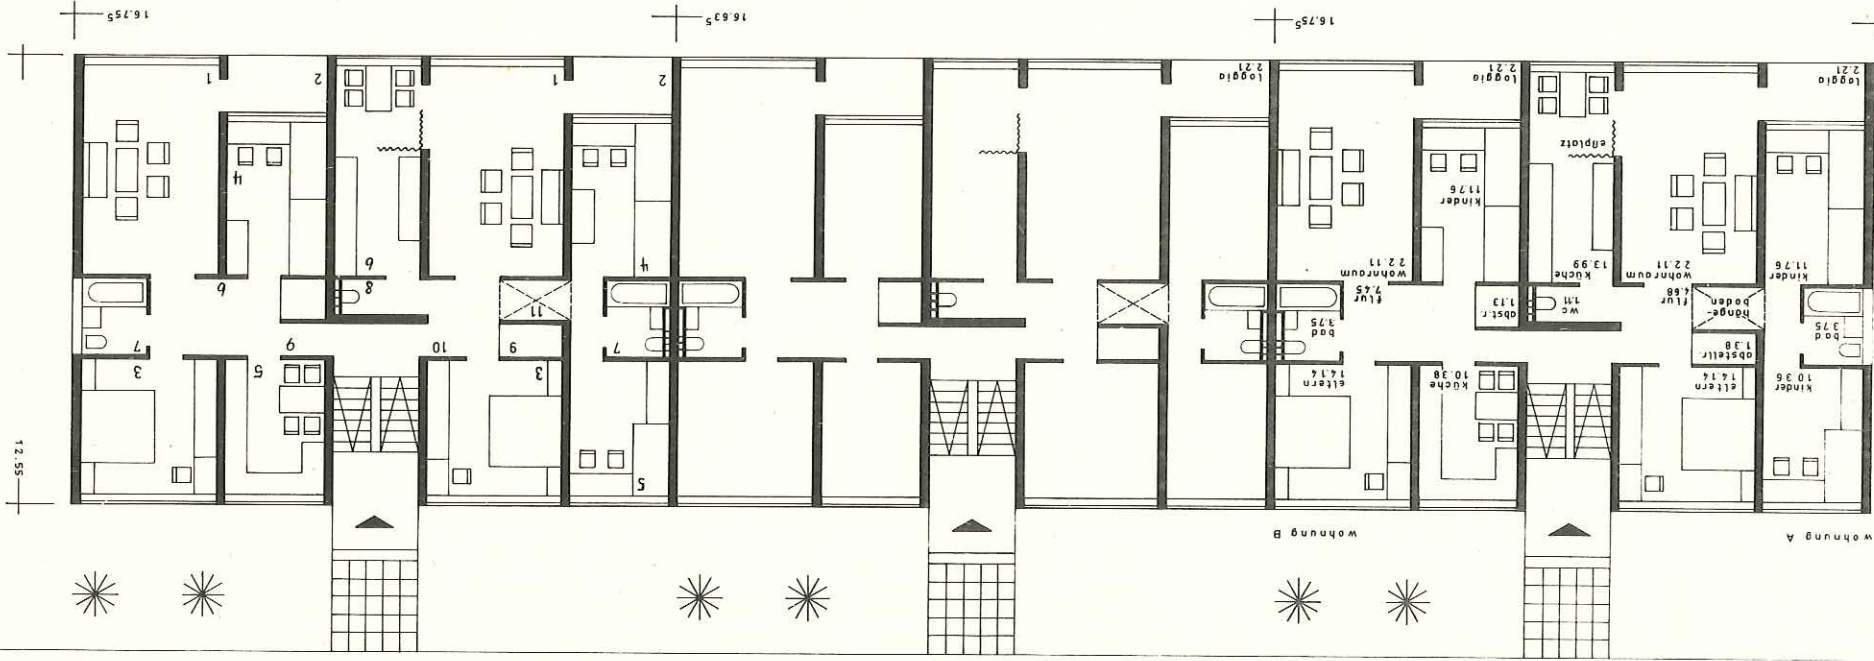 wohnung A
wohnung B
kinder
10.36
eltern
14.14
küche
10.38
eltern
14.14
5
3
5
3
12.55
abstellr.
1.38
bad
3.75
hänge-
boden
flur
4.68
wc
1.11
abst.r.
1.13
bad
3.75
flur
7.45
7
9
10
9
7
11
8
6
kinder
11.76
wohnraum
22.11
küche
13.99
eßplatz
kinder
11.76
wohnraum
22.11
4
6
4
loggia
2.21
loggia
2.21
loggia
2.21
2
1
2
1
16.75⁵
16.63⁵
16.75⁵